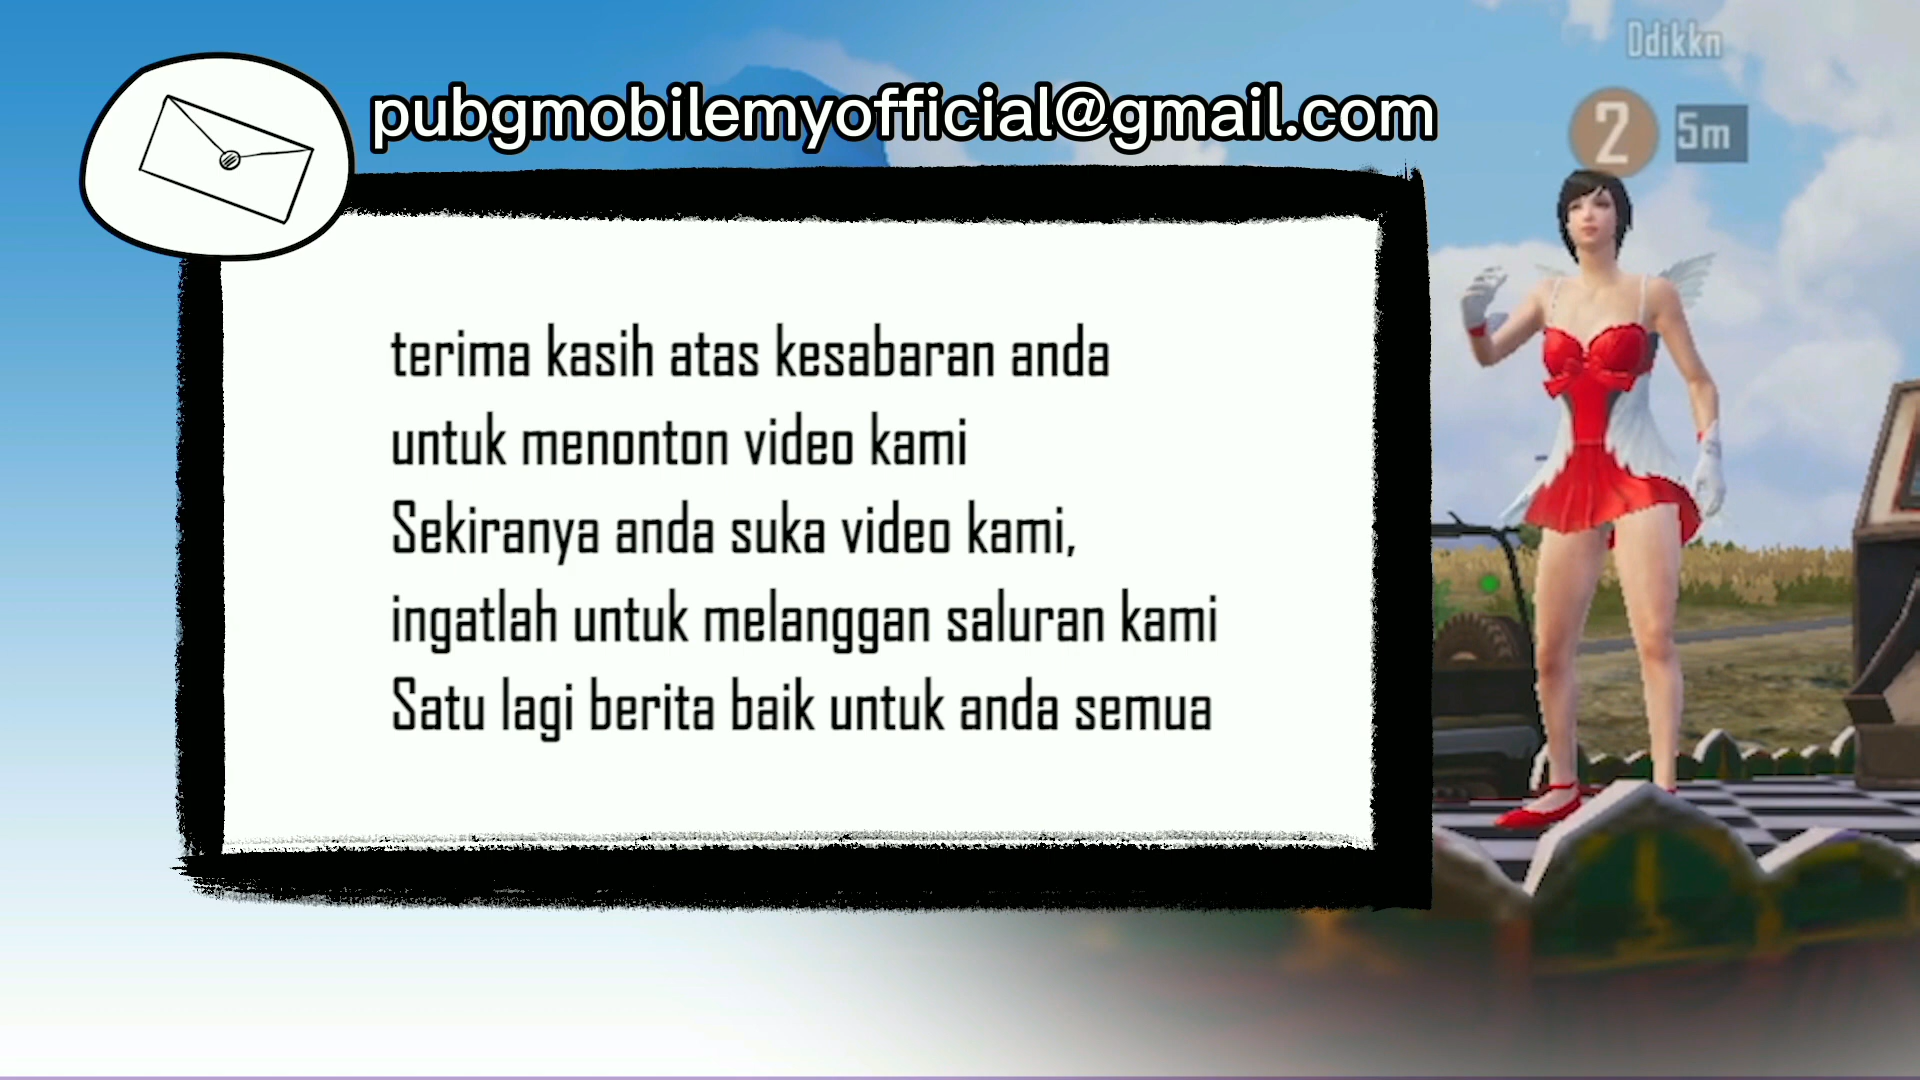 Ddikkn
pubgmobilemyofficial@gmail.com
2 5m
terima kasih atas kesabaran anda
untuk menonton video kami
Sekiranya anda suka video kami,
ingatlah untuk melanggan saluran kami
Satu lagi berita baik untuk anda semua